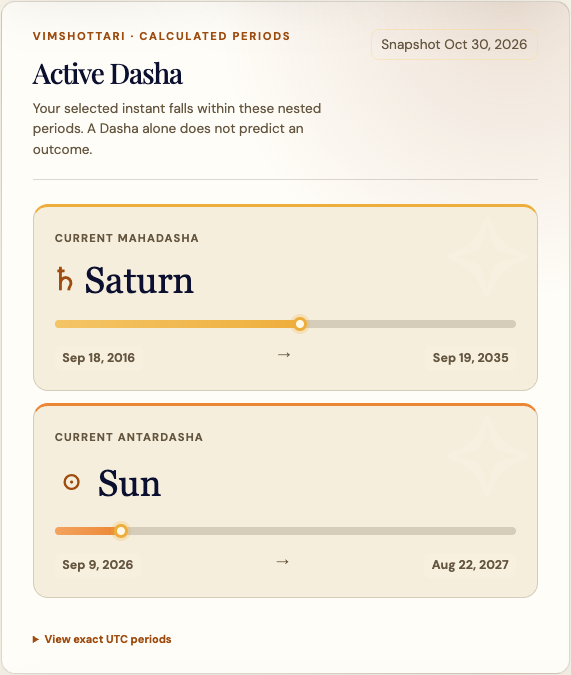 VIMSHOTTARI · CALCULATED PERIODS
Snapshot Oct 30, 2026
Active Dasha
Your selected instant falls within these nested
periods. A Dasha alone does not predict an
outcome.
CURRENT MAHADASHA
♄ Saturn
Sep 18, 2016 → Sep 19, 2035
CURRENT ANTARDASHA
☉ Sun
Sep 9, 2026 → Aug 22, 2027
▶ View exact UTC periods